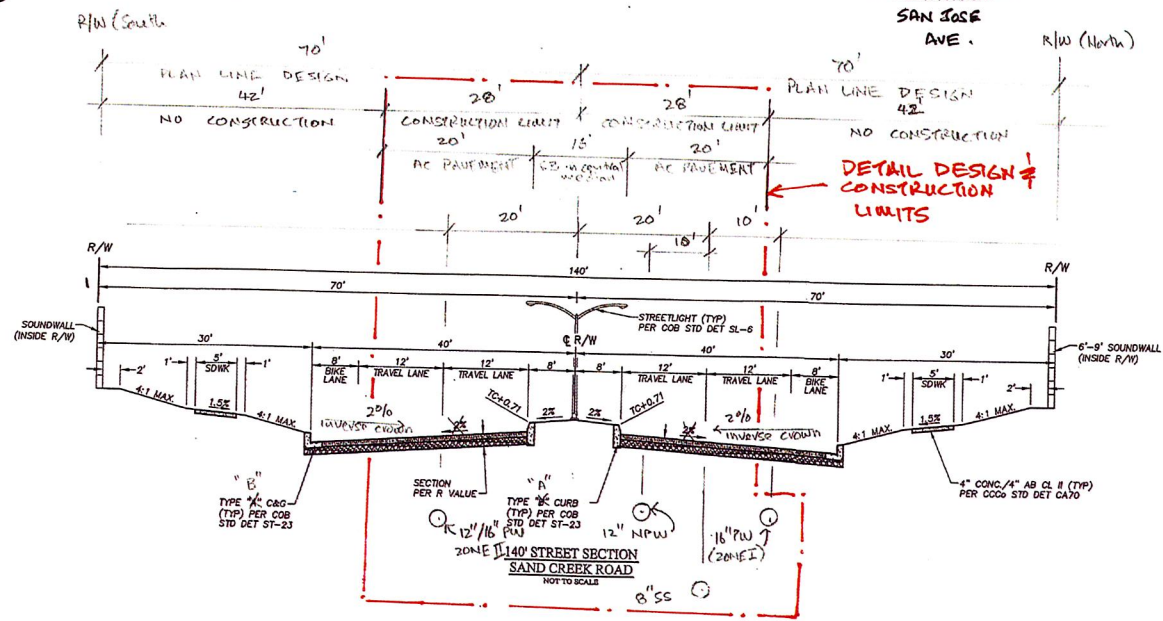 SAN JOSE
AVE.
R/W (South
R/W (North)
70'
70'
PLAN LINE DESIGN
PLAN LINE DESIGN
42'
28'
28'
42'
NO CONSTRUCTION
CONSTRUCTION LIMIT
CONSTRUCTION LIMIT
NO CONSTRUCTION
20'
20'
AC PAVEMENT
AC PAVEMENT
DETAIL DESIGN &
CONSTRUCTION
LIMITS
20'
20'
10'
R/W
R/W
140'
70'
70'
STREETLIGHT (TYP)
PER COB STD DET SL-6
SOUNDWALL
(INSIDE R/W)
6'-9' SOUNDWALL
(INSIDE R/W)
℄ R/W
30'
40'
40'
30'
2'
1'
5'
SDWK
1'
8'
BIKE
LANE
12'
TRAVEL LANE
12'
TRAVEL LANE
8'
8'
12'
TRAVEL LANE
12'
TRAVEL LANE
8'
BIKE
LANE
1'
5'
SDWK
1'
2'
4:1 MAX.
1.5%
4:1 MAX.
2%
inverse crown
2%
TC+0.71
2%
2%
TC+0.71
2%
2%
inverse crown
4:1 MAX.
1.5%
4:1 MAX.
"B"
TYPE "A" C&G
(TYP) PER COB
STD DET ST-23
SECTION
PER R VALUE
"A"
TYPE "B" CURB
(TYP) PER COB
STD DET ST-23
4" CONC./4" AB CL II (TYP)
PER CCCo STD DET CA70
12"/16" PW
ZONE II
12" NPW
16" PW
(ZONE I)
140' STREET SECTION
SAND CREEK ROAD
NOT TO SCALE
8" SS